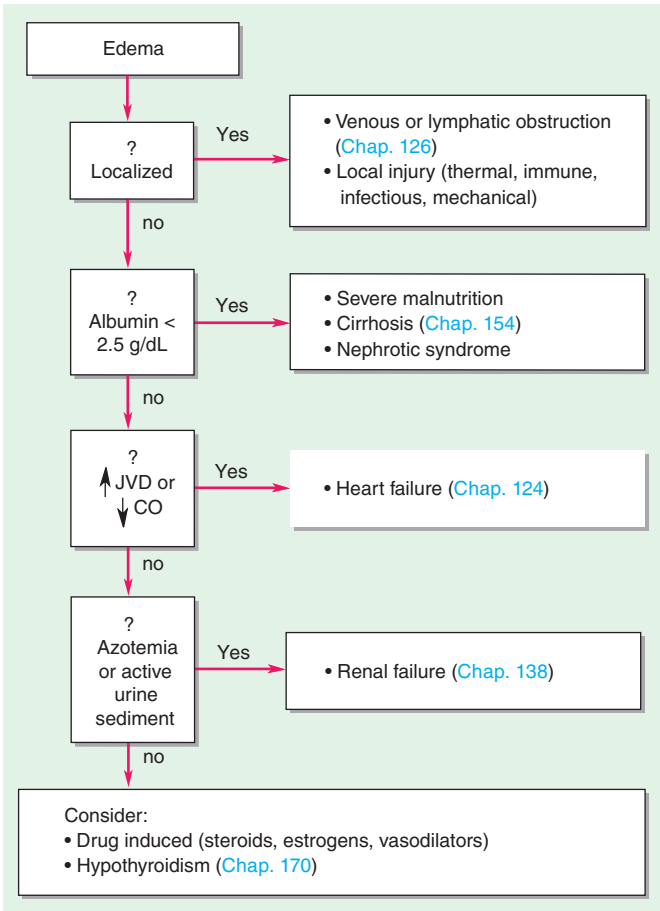 Edema
?
Localized
Yes
• Venous or lymphatic obstruction
(Chap. 126)
• Local injury (thermal, immune,
infectious, mechanical)
no
?
Albumin <
2.5 g/dL
Yes
• Severe malnutrition
• Cirrhosis (Chap. 154)
• Nephrotic syndrome
no
?
↑ JVD or
↓ CO
Yes
• Heart failure (Chap. 124)
no
?
Azotemia
or active
urine
sediment
Yes
• Renal failure (Chap. 138)
no
Consider:
• Drug induced (steroids, estrogens, vasodilators)
• Hypothyroidism (Chap. 170)